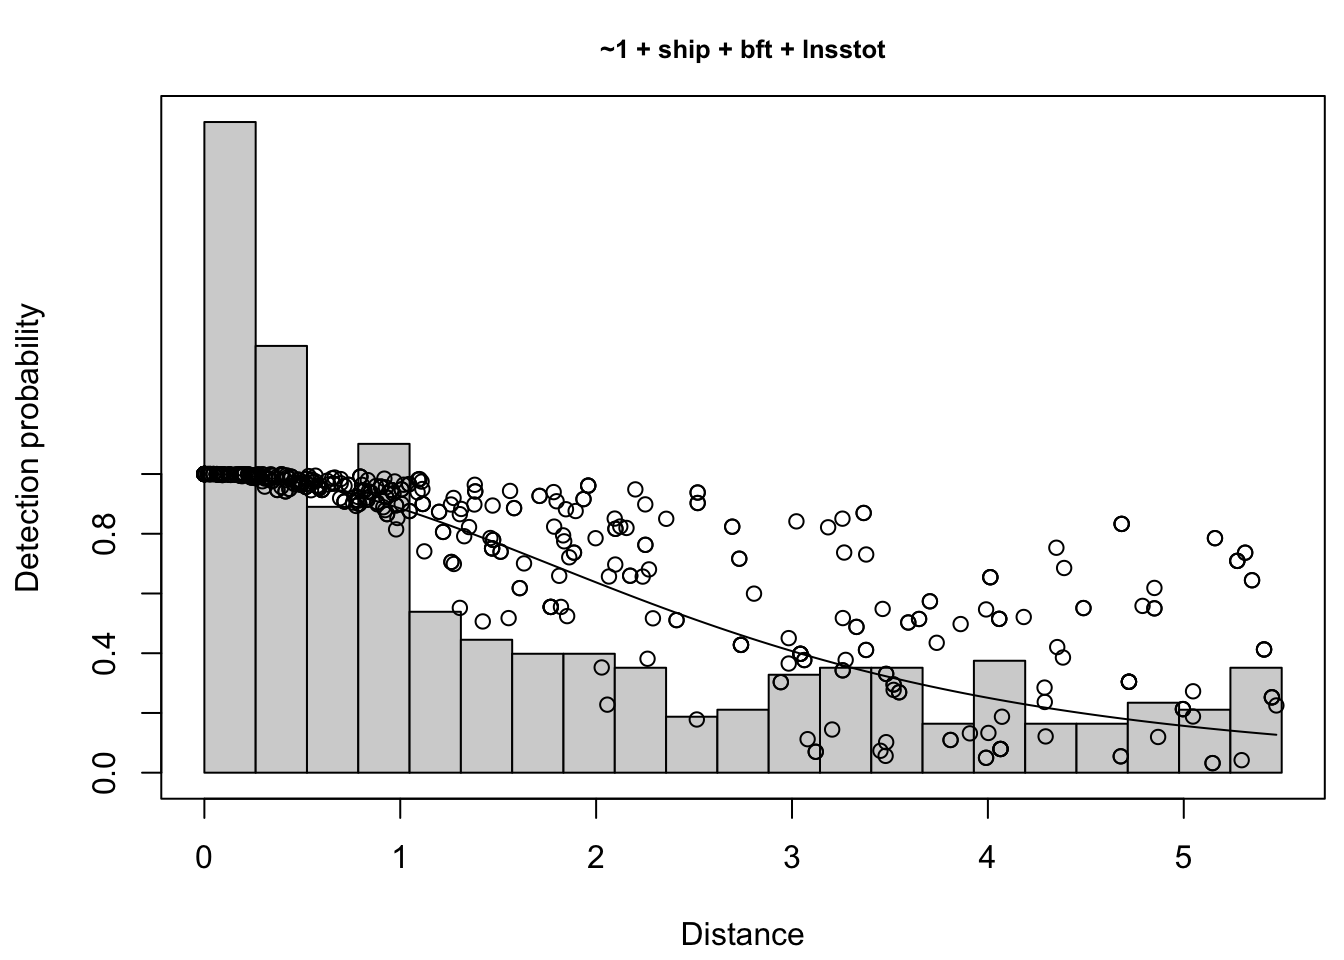 ~1 + ship + bft + lnsstot
Detection probability
0.8
0.4
0.0
0 1 2 3 4 5
Distance